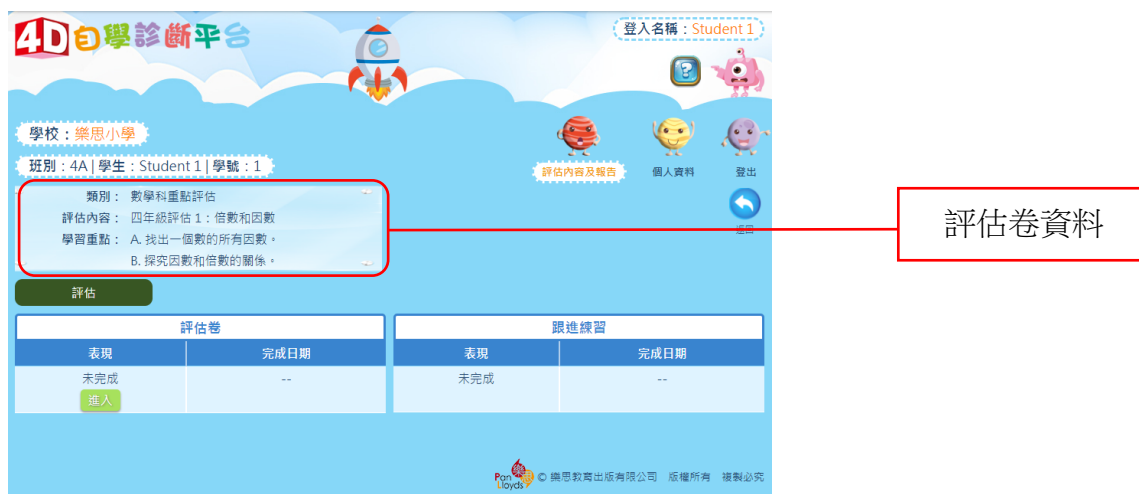 4D自學診斷平台
登入名稱：Student 1
學校：樂思小學
班別：4A | 學生：Student 1 | 學號：1
評估內容及報告 個人資料 登出
類別： 數學科重點評估
評估內容： 四年級評估 1：倍數和因數
學習重點： A. 找出一個數的所有因數。
B. 探究因數和倍數的關係。
返回
評估卷資料
評估
評估卷 跟進練習
表現 完成日期 表現 完成日期
未完成 -- 未完成 --
進入
Pan Lloyds 樂 © 樂思教育出版有限公司 版權所有 複製必究